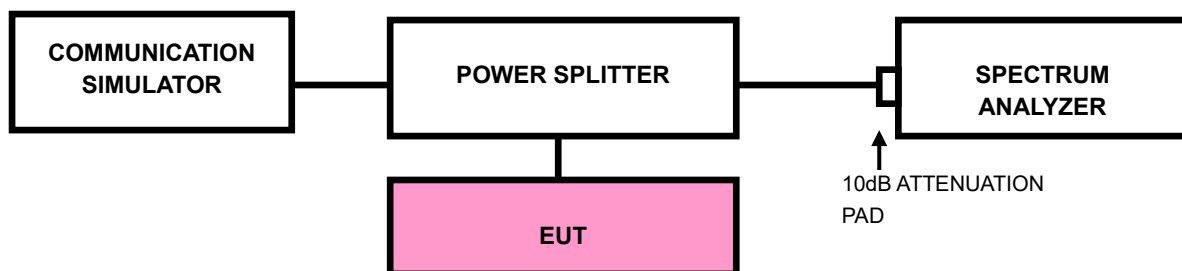 COMMUNICATION
SIMULATOR
POWER SPLITTER
SPECTRUM
ANALYZER
10dB ATTENUATION
PAD
EUT